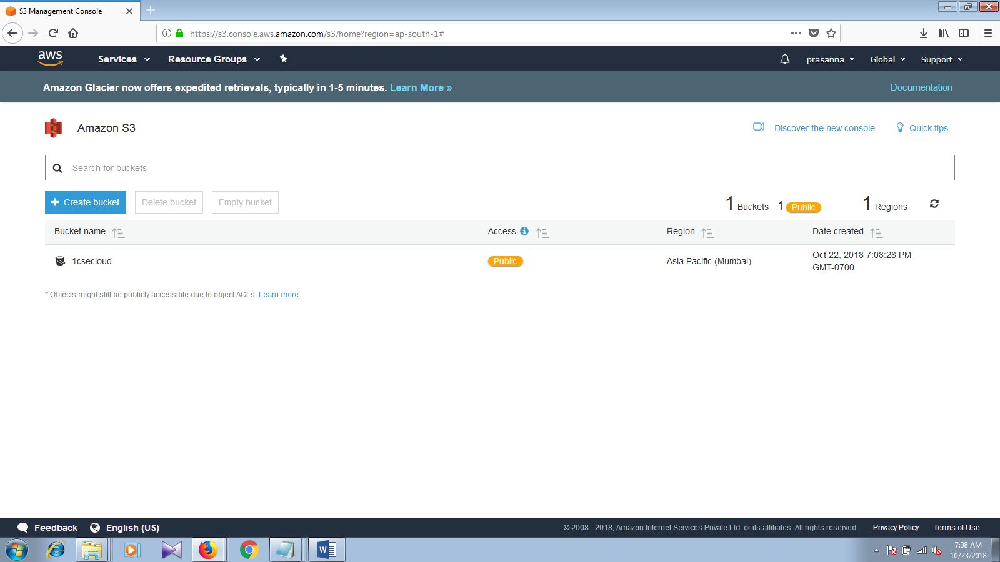 S3 Management Console
https://s3.console.aws.amazon.com/s3/home?region=ap-south-1#
aws
Services
Resource Groups
prasanna
Global
Support
Amazon Glacier now offers expedited retrievals, typically in 1-5 minutes. Learn More »
Documentation
Amazon S3
Discover the new console
Quick tips
Search for buckets
Create bucket
Delete bucket
Empty bucket
1 Buckets
1 Public
1 Regions
Bucket name
Access
Region
Date created
1csecloud
Public
Asia Pacific (Mumbai)
Oct 22, 2018 7:08:28 PM
GMT-0700
* Objects might still be publicly accessible due to object ACLs. Learn more
Feedback
English (US)
© 2008 - 2018, Amazon Internet Services Private Ltd. or its affiliates. All rights reserved.
Privacy Policy
Terms of Use
7:38 AM
10/23/2018